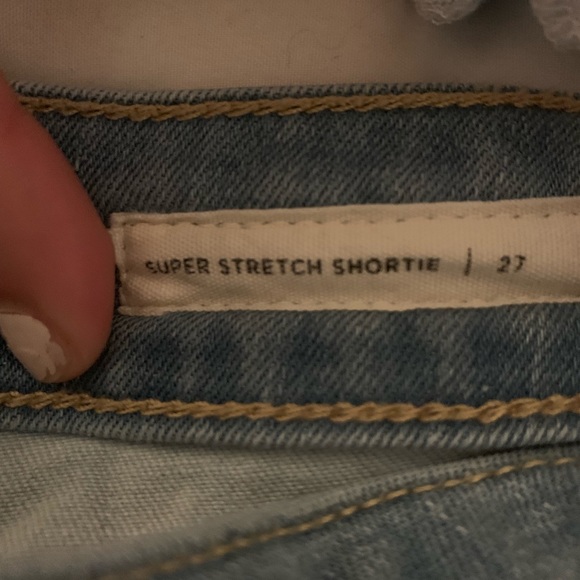 SUPER STRETCH SHORTIE | 27